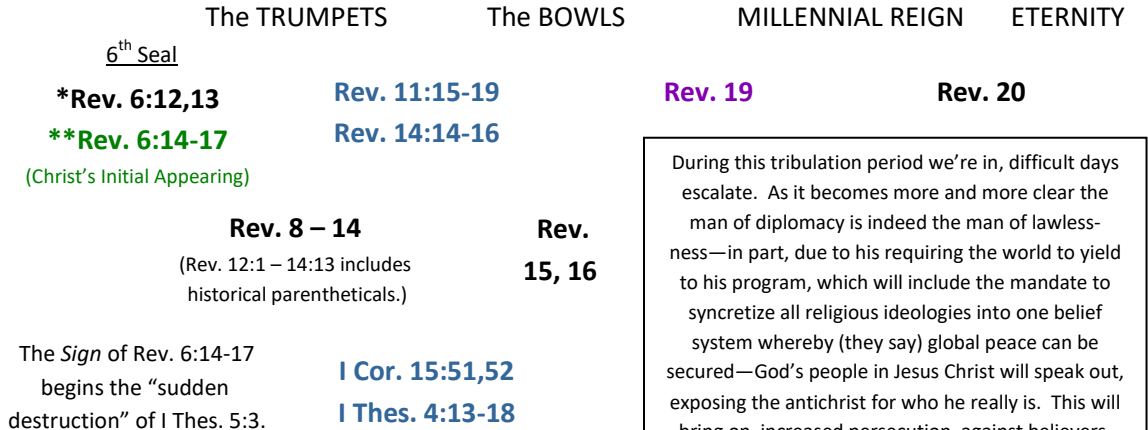 The TRUMPETS The BOWLS MILLENNIAL REIGN ETERNITY
6th Seal
*Rev. 6:12,13
**Rev. 6:14-17
(Christ's Initial Appearing)
Rev. 11:15-19
Rev. 14:14-16
Rev. 19
Rev. 20
Rev. 8 – 14
(Rev. 12:1 – 14:13 includes
historical parentheticals.)
Rev.
15, 16
The Sign of Rev. 6:14-17
begins the "sudden
destruction" of I Thes. 5:3.
I Cor. 15:51,52
I Thes. 4:13-18
During this tribulation period we're in, difficult days
escalate. As it becomes more and more clear the
man of diplomacy is indeed the man of lawless-
ness—in part, due to his requiring the world to yield
to his program, which will include the mandate to
syncretize all religious ideologies into one belief
system whereby (they say) global peace can be
secured—God's people in Jesus Christ will speak out,
exposing the antichrist for who he really is. This will
bring on increased persecution against believers